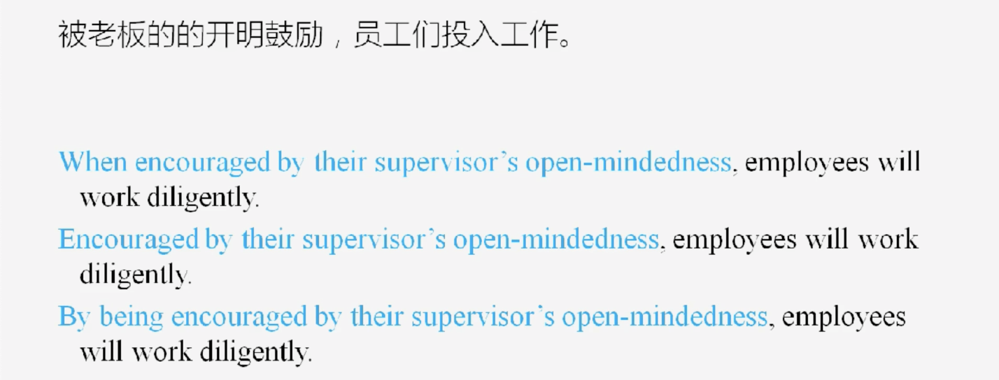 被老板的的开明鼓励，员工们投入工作。
When encouraged by their supervisor’s open-mindedness, employees will
work diligently.
Encouraged by their supervisor’s open-mindedness, employees will work
diligently.
By being encouraged by their supervisor’s open-mindedness, employees
will work diligently.